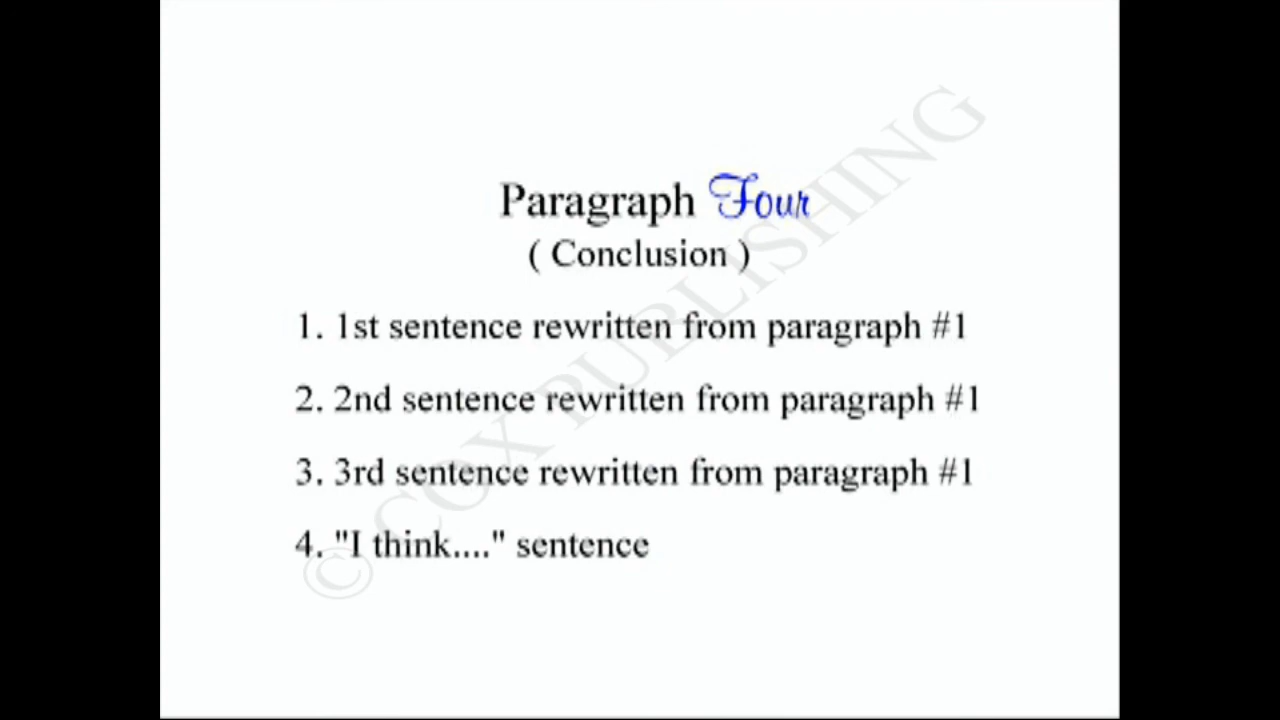 Paragraph Four
( Conclusion )
1. 1st sentence rewritten from paragraph #1
2. 2nd sentence rewritten from paragraph #1
3. 3rd sentence rewritten from paragraph #1
4. "I think...." sentence
© COX PUBLISHING